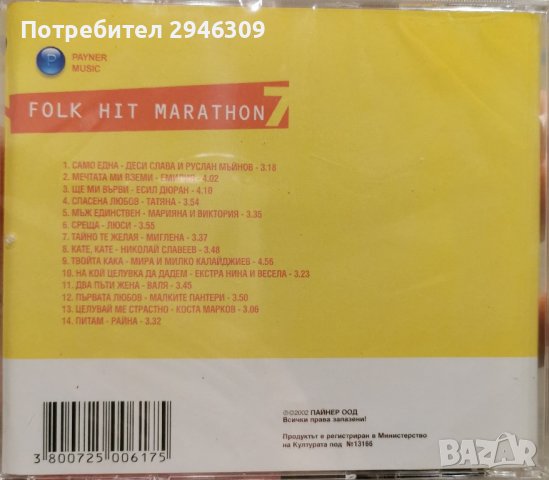 Потребител 2946309
P
PAYNER
MUSIC
FOLK HIT MARATHON 7
1. САМО ЕДНА - ДЕСИ СЛАВА И РУСЛАН МЪЙНОВ - 3.18
2. МЕЧТАТА МИ ВЗЕМИ - ЕМИЛИЯ - 4.02
3. ЩЕ МИ ВЪРВИ - ЕСИЛ ДЮРАН - 4.18
4. СПАСЕНА ЛЮБОВ - ТАТЯНА - 3.54
5. МЪЖ ЕДИНСТВЕН - МАРИЯНА И ВИКТОРИЯ - 3.35
6. СРЕЩА - ЛЮСИ - 3.55
7. ТАЙНО ТЕ ЖЕЛАЯ - МИГЛЕНА - 3.37
8. КАТЕ, КАТЕ - НИКОЛАЙ СЛАВЕЕВ - 3.48
9. ТВОЙТА КАКА - МИРА И МИЛКО КАЛАЙДЖИЕВ - 4.56
10. НА КОЙ ЦЕЛУВКА ДА ДАДЕМ - ЕКСТРА НИНА И ВЕСЕЛА - 3.23
11. ДВА ПЪТИ ЖЕНА - ВАЛЯ - 3.45
12. ПЪРВАТА ЛЮБОВ - МАЛКИТЕ ПАНТЕРИ - 3.50
13. ЦЕЛУВАЙ МЕ СТРАСТНО - КОСТА МАРКОВ - 3.06
14. ПИТАМ - РАЙНА - 3.32
℗©2002 ПАЙНЕР ООД
Всички права запазени!
Продуктът е регистриран в Министерство
на Културата под №13166
3 800725 006175
BAZAR